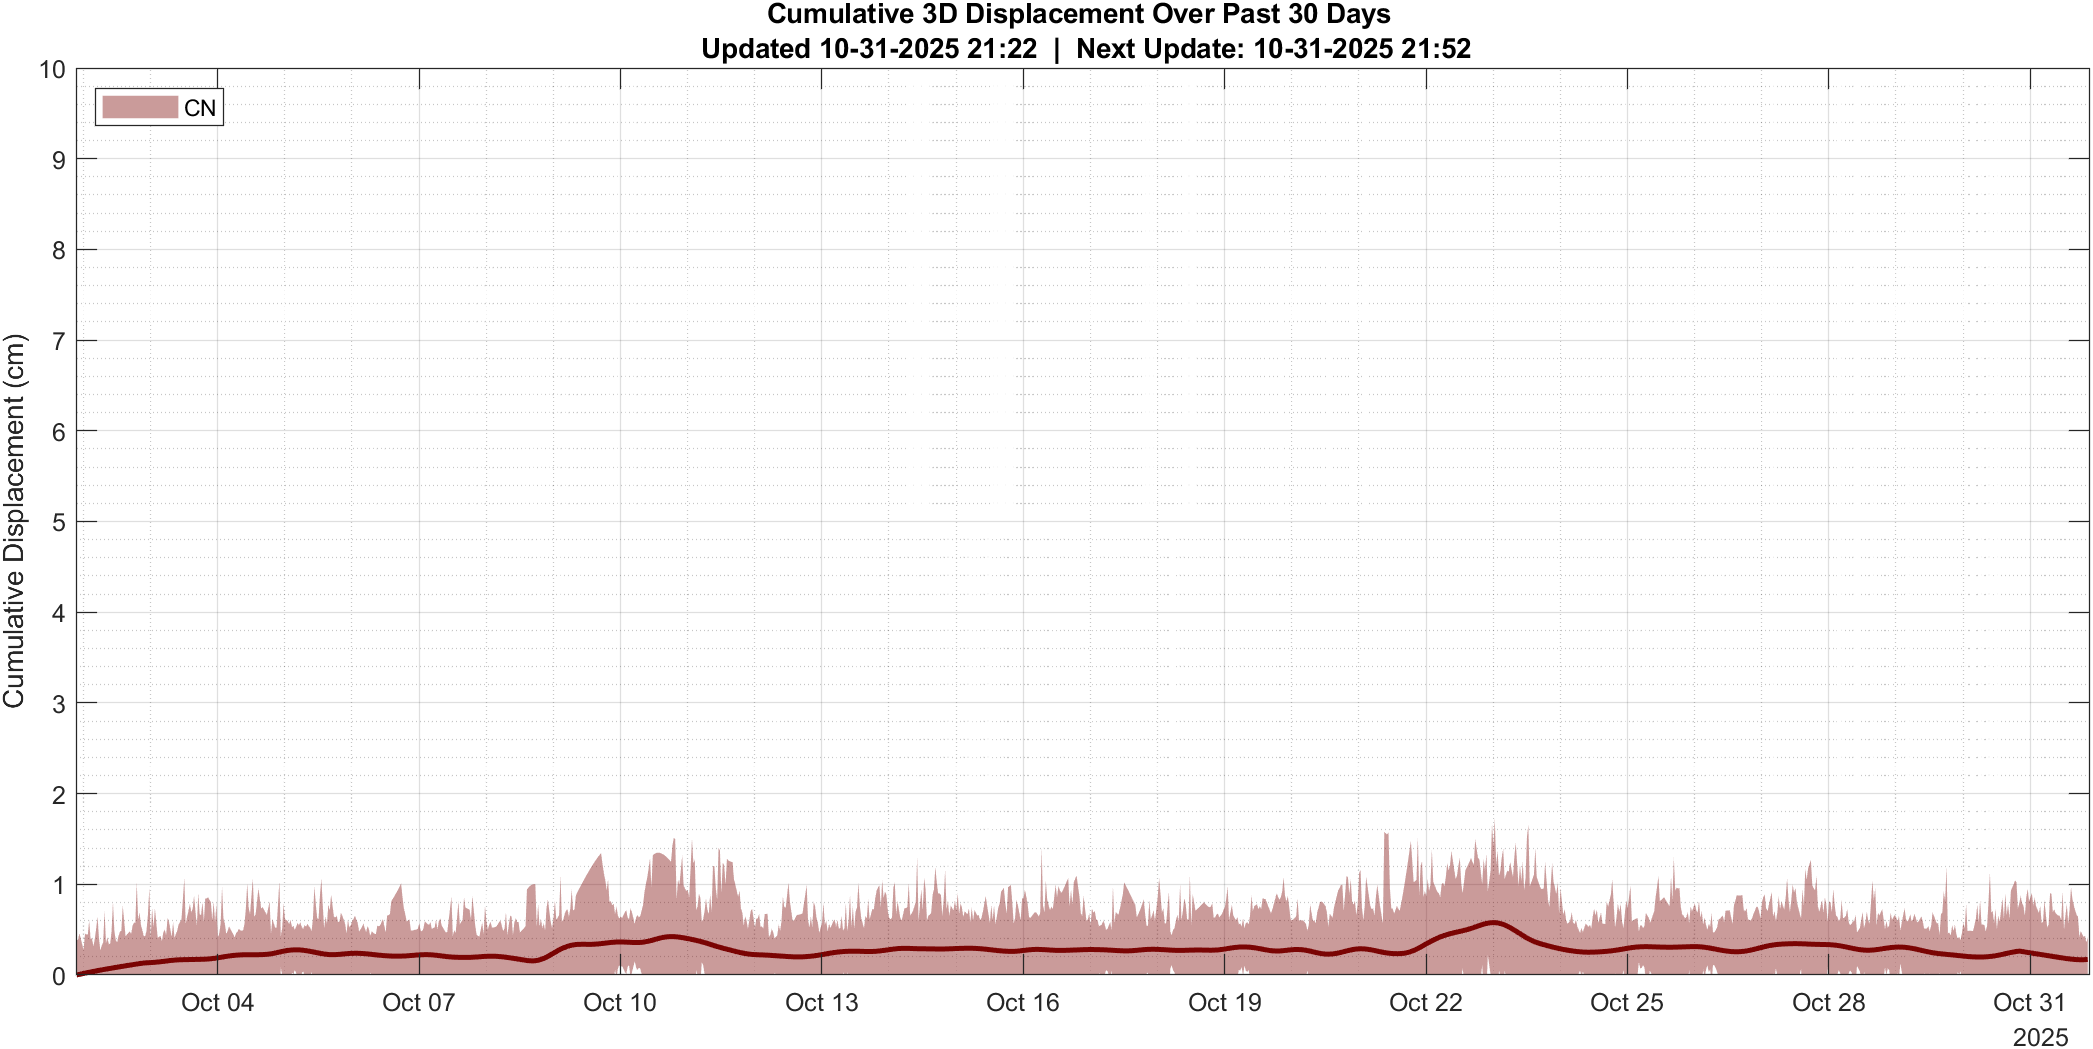 Cumulative 3D Displacement Over Past 30 Days
Updated 10-31-2025 21:22 | Next Update: 10-31-2025 21:52
CN
Cumulative Displacement (cm)
10
9
8
7
6
5
4
3
2
1
0
Oct 04 Oct 07 Oct 10 Oct 13 Oct 16 Oct 19 Oct 22 Oct 25 Oct 28 Oct 31
2025